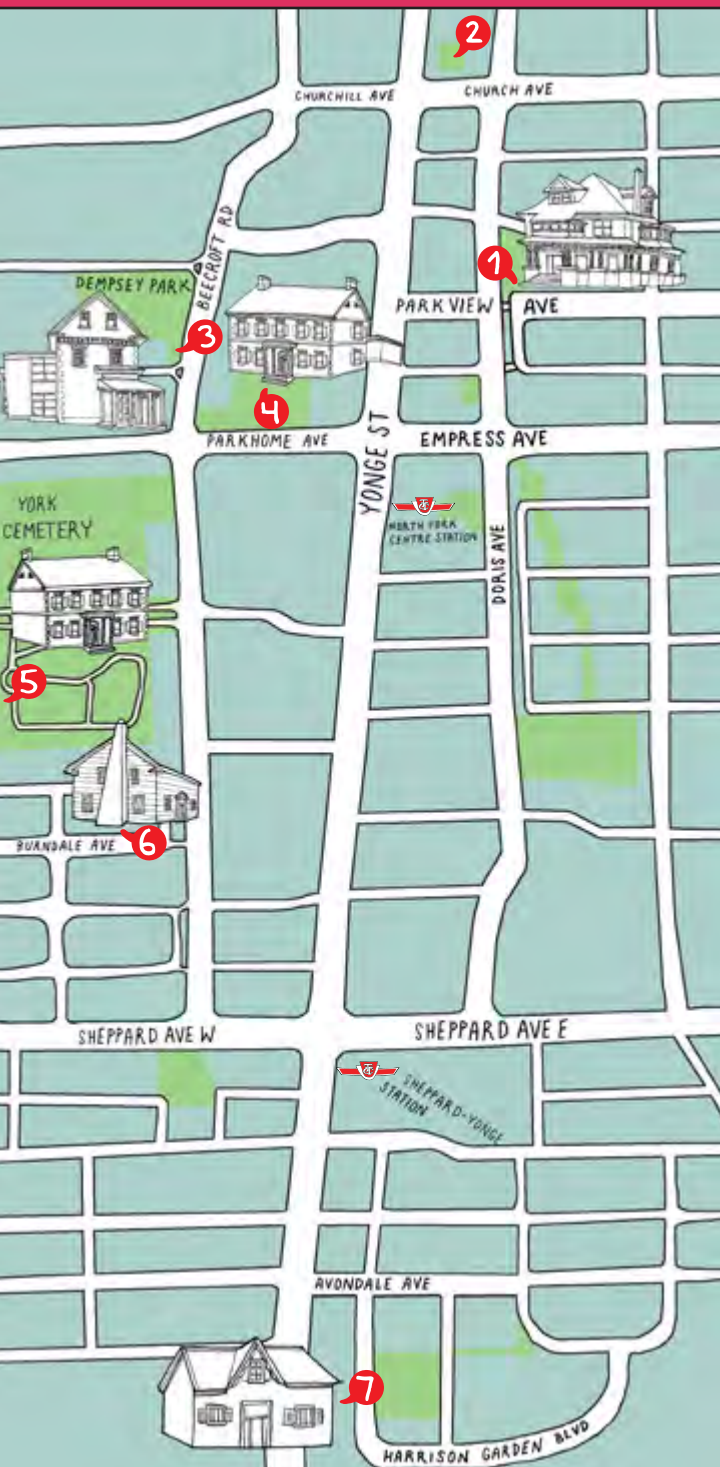 2
CHURCHILL AVE
CHURCH AVE
BEECROFT RD
1
DEMPSEY PARK
PARK VIEW AVE
3
4
PARKHOME AVE
YONGE ST
EMPRESS AVE
YORK
CEMETERY
NORTH YORK
CENTRE STATION
DORIS AVE
5
BURNDALE AVE
6
SHEPPARD AVE W
SHEPPARD AVE E
SHEPPARD-YONGE
STATION
AVONDALE AVE
7
HARRISON GARDEN BLVD